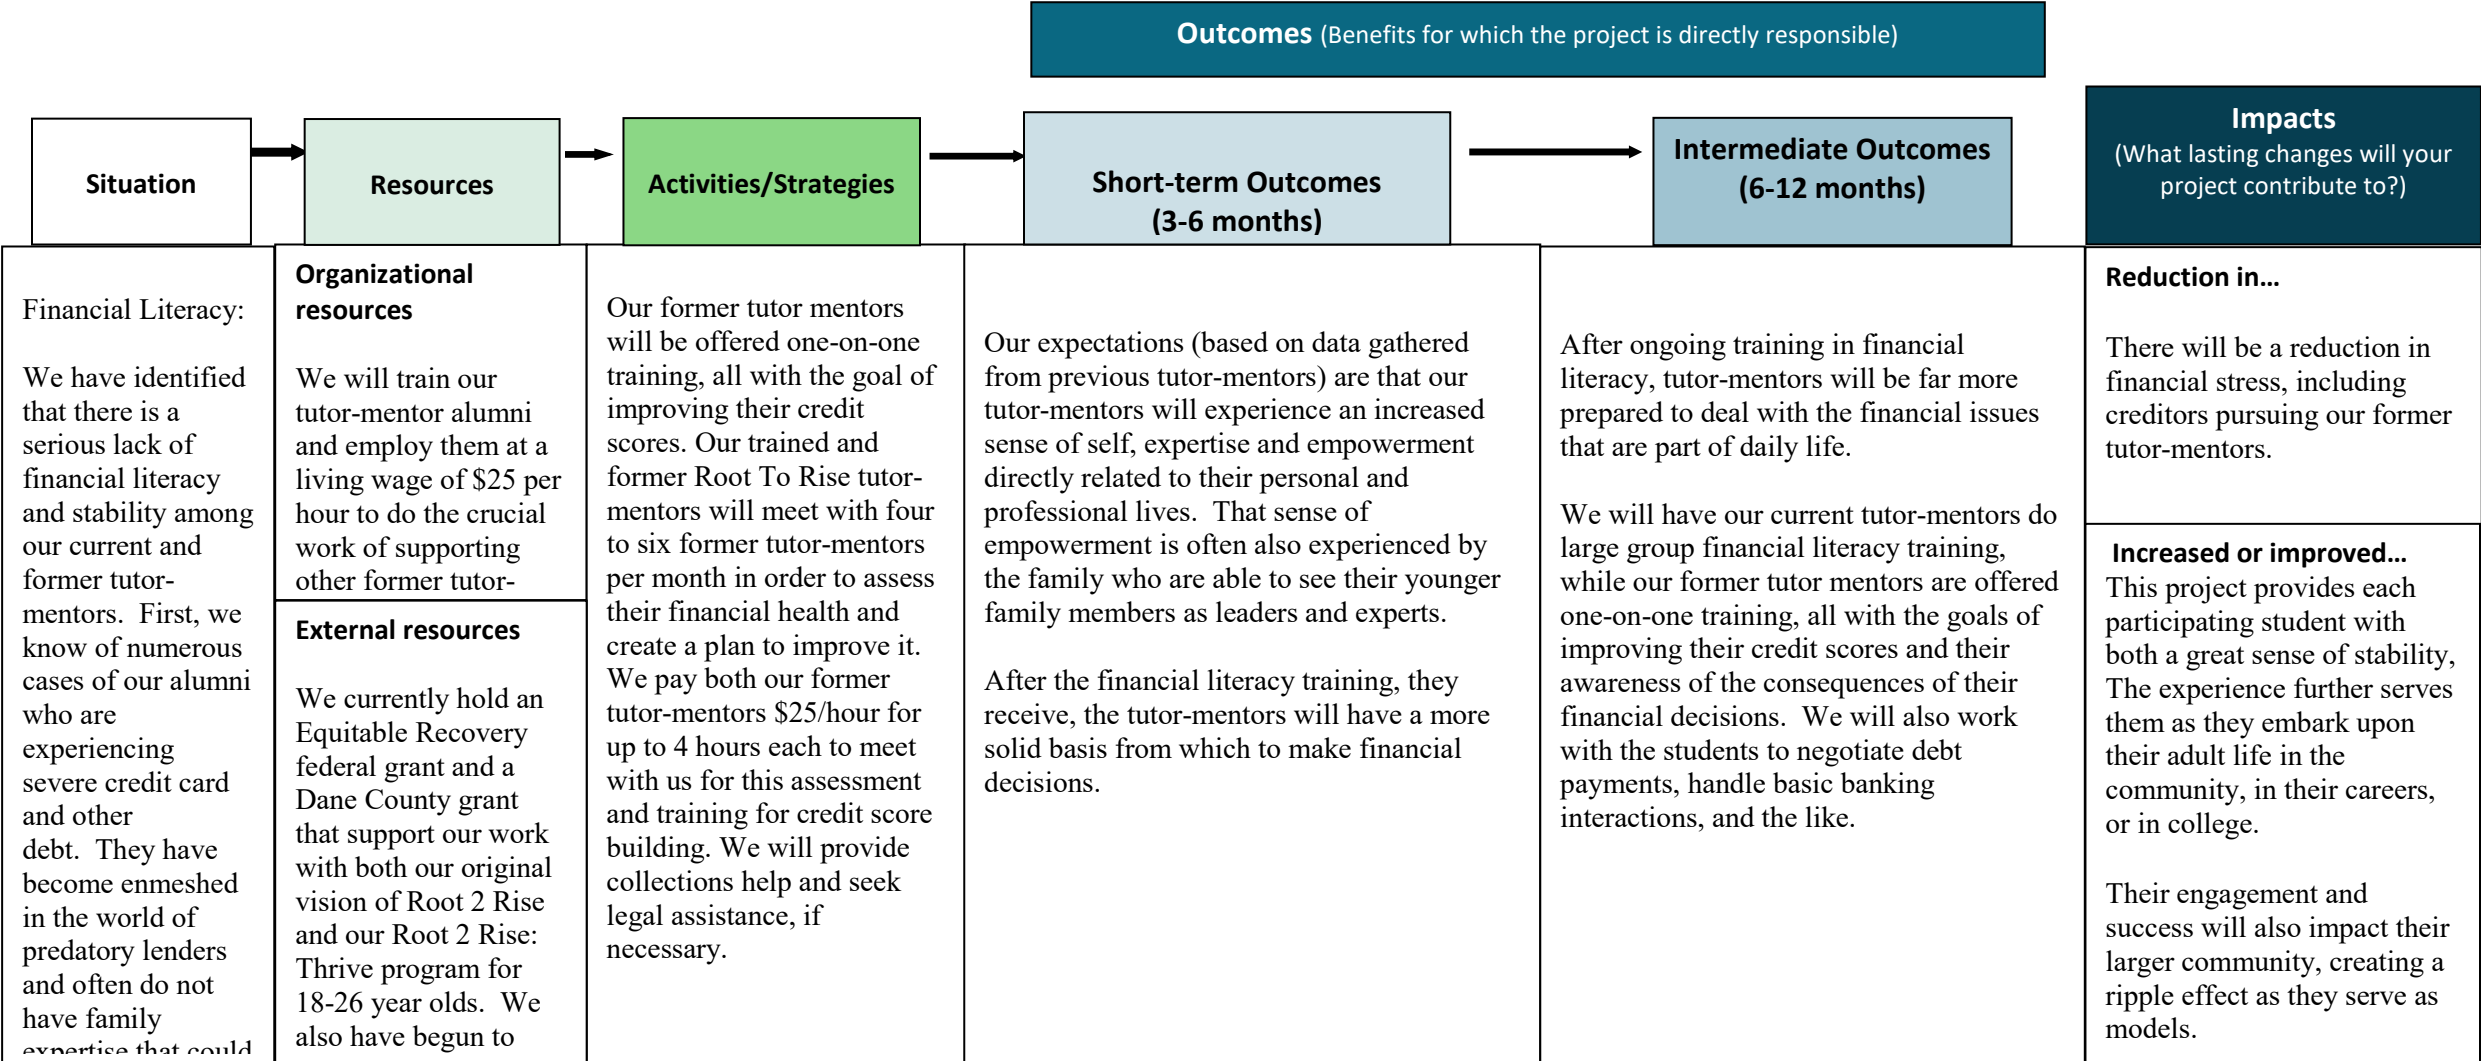 Outcomes (Benefits for which the project is directly responsible)
Situation
Resources
Activities/Strategies
Short-term Outcomes
(3-6 months)
Intermediate Outcomes
(6-12 months)
Impacts
(What lasting changes will your
project contribute to?)
Financial Literacy:
We have identified
that there is a
serious lack of
financial literacy
and stability among
our current and
former tutor-
mentors.  First, we
know of numerous
cases of our alumni
who are
experiencing
severe credit card
and other
debt.  They have
become enmeshed
in the world of
predatory lenders
and often do not
have family
expertise that could
Organizational
resources
We will train our
tutor-mentor alumni
and employ them at a
living wage of $25 per
hour to do the crucial
work of supporting
other former tutor-
External resources
We currently hold an
Equitable Recovery
federal grant and a
Dane County grant
that support our work
with both our original
vision of Root 2 Rise
and our Root 2 Rise:
Thrive program for
18-26 year olds.  We
also have begun to
Our former tutor mentors
will be offered one-on-one
training, all with the goal of
improving their credit
scores. Our trained and
former Root To Rise tutor-
mentors will meet with four
to six former tutor-mentors
per month in order to assess
their financial health and
create a plan to improve it.
We pay both our former
tutor-mentors $25/hour for
up to 4 hours each to meet
with us for this assessment
and training for credit score
building. We will provide
collections help and seek
legal assistance, if
necessary.
Our expectations (based on data gathered
from previous tutor-mentors) are that our
tutor-mentors will experience an increased
sense of self, expertise and empowerment
directly related to their personal and
professional lives.  That sense of
empowerment is often also experienced by
the family who are able to see their younger
family members as leaders and experts.
After the financial literacy training, they
receive, the tutor-mentors will have a more
solid basis from which to make financial
decisions.
After ongoing training in financial
literacy, tutor-mentors will be far more
prepared to deal with the financial issues
that are part of daily life.
We will have our current tutor-mentors do
large group financial literacy training,
while our former tutor mentors are offered
one-on-one training, all with the goals of
improving their credit scores and their
awareness of the consequences of their
financial decisions.  We will also work
with the students to negotiate debt
payments, handle basic banking
interactions, and the like.
Reduction in…
There will be a reduction in
financial stress, including
creditors pursuing our former
tutor-mentors.
Increased or improved…
This project provides each
participating student with
both a great sense of stability,
The experience further serves
them as they embark upon
their adult life in the
community, in their careers,
or in college.
Their engagement and
success will also impact their
larger community, creating a
ripple effect as they serve as
models.